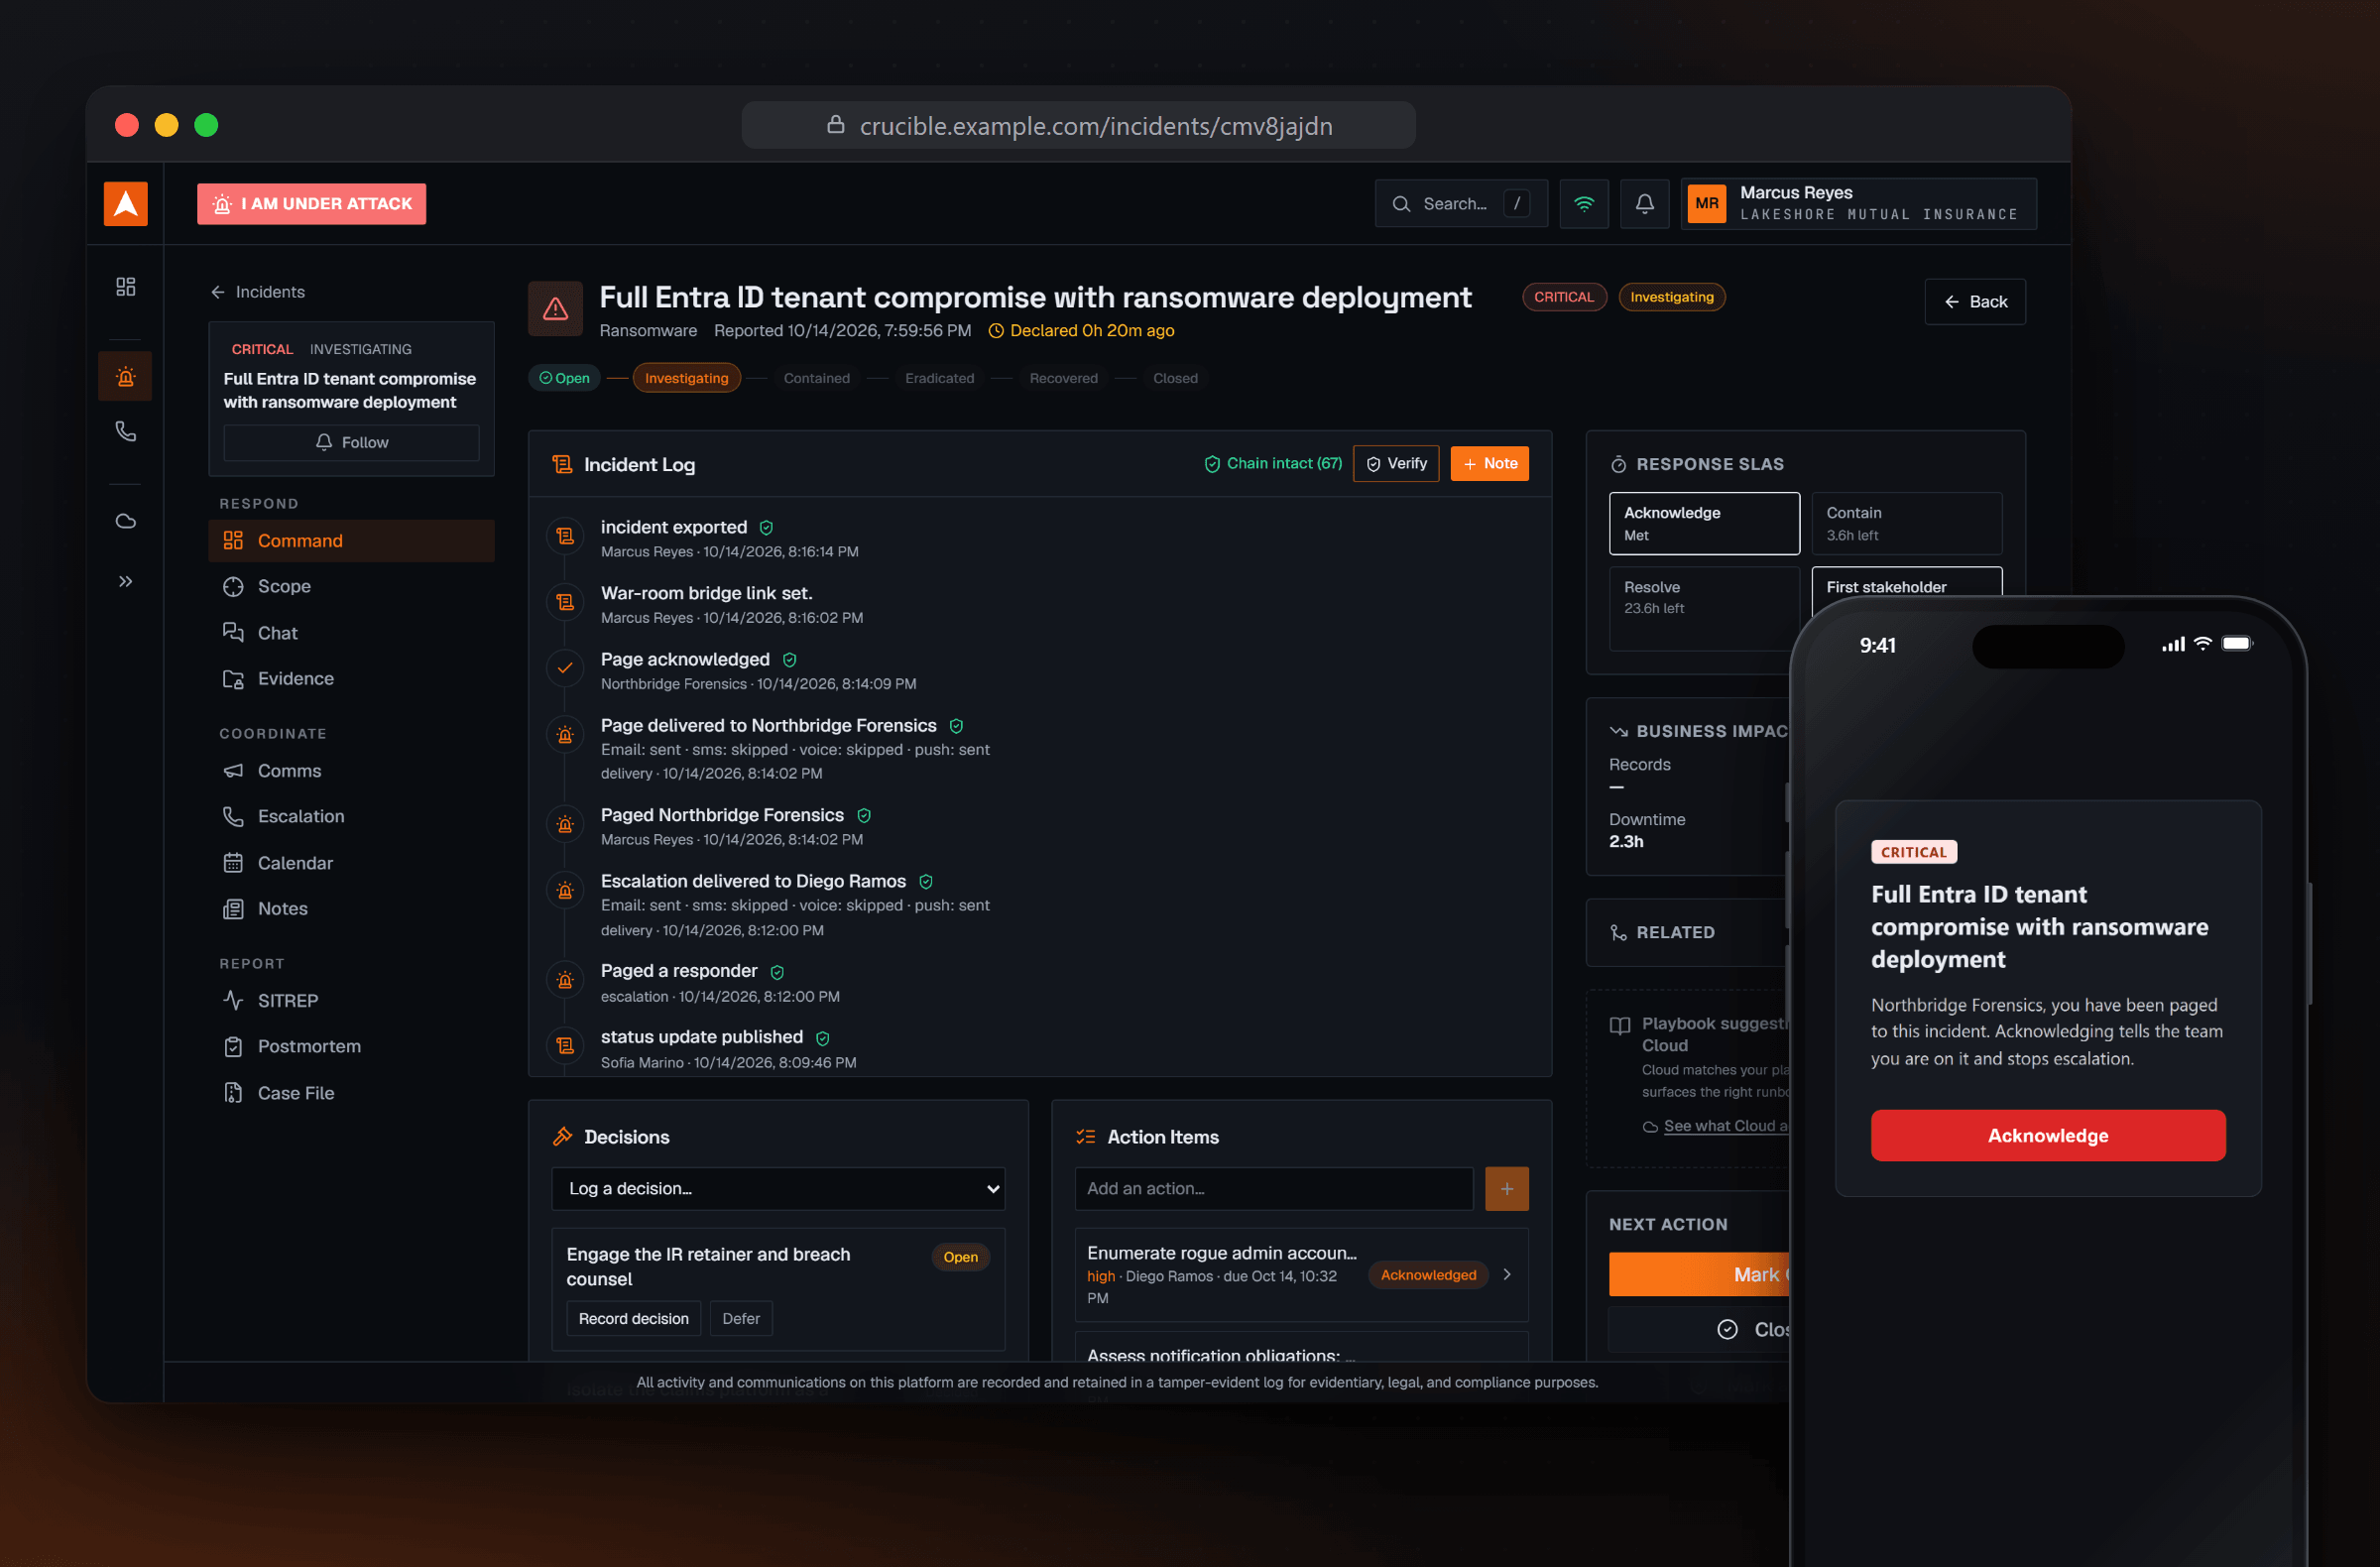 crucible.example.com/incidents/cmv8jajdn
I AM UNDER ATTACK
Search...
/
MR
Marcus Reyes
LAKESHORE MUTUAL INSURANCE
Incidents
CRITICAL INVESTIGATING
Full Entra ID tenant compromise
with ransomware deployment
Follow
RESPOND
Command
Scope
Chat
Evidence
COORDINATE
Comms
Escalation
Calendar
Notes
REPORT
SITREP
Postmortem
Case File
Full Entra ID tenant compromise with ransomware deployment
CRITICAL
Investigating
Back
Ransomware Reported 10/14/2026, 7:59:56 PM Declared 0h 20m ago
Open
Investigating
Contained
Eradicated
Recovered
Closed
Incident Log
Chain intact (67)
Verify
+ Note
incident exported
Marcus Reyes · 10/14/2026, 8:16:14 PM
War-room bridge link set.
Marcus Reyes · 10/14/2026, 8:16:02 PM
Page acknowledged
Northbridge Forensics · 10/14/2026, 8:14:09 PM
Page delivered to Northbridge Forensics
Email: sent · sms: skipped · voice: skipped · push: sent
delivery · 10/14/2026, 8:14:02 PM
Paged Northbridge Forensics
Marcus Reyes · 10/14/2026, 8:14:02 PM
Escalation delivered to Diego Ramos
Email: sent · sms: skipped · voice: skipped · push: sent
delivery · 10/14/2026, 8:12:00 PM
Paged a responder
escalation · 10/14/2026, 8:12:00 PM
status update published
Sofia Marino · 10/14/2026, 8:09:46 PM
Decisions
Log a decision...
Engage the IR retainer and breach
counsel
Open
Record decision
Defer
Action Items
Add an action...
+
Enumerate rogue admin accoun...
high · Diego Ramos · due Oct 14, 10:32
PM
Acknowledged
Assess notification obligations: ...
RESPONSE SLAS
Acknowledge
Met
Contain
3.6h left
Resolve
23.6h left
First stakeholder
BUSINESS IMPAC
Records
—
Downtime
2.3h
RELATED
Playbook suggesti
Cloud
Cloud matches your pla
surfaces the right runbo
See what Cloud a
NEXT ACTION
Mark
Clos
All activity and communications on this platform are recorded and retained in a tamper-evident log for evidentiary, legal, and compliance purposes.
9:41
CRITICAL
Full Entra ID tenant
compromise with ransomware
deployment
Northbridge Forensics, you have been paged
to this incident. Acknowledging tells the team
you are on it and stops escalation.
Acknowledge